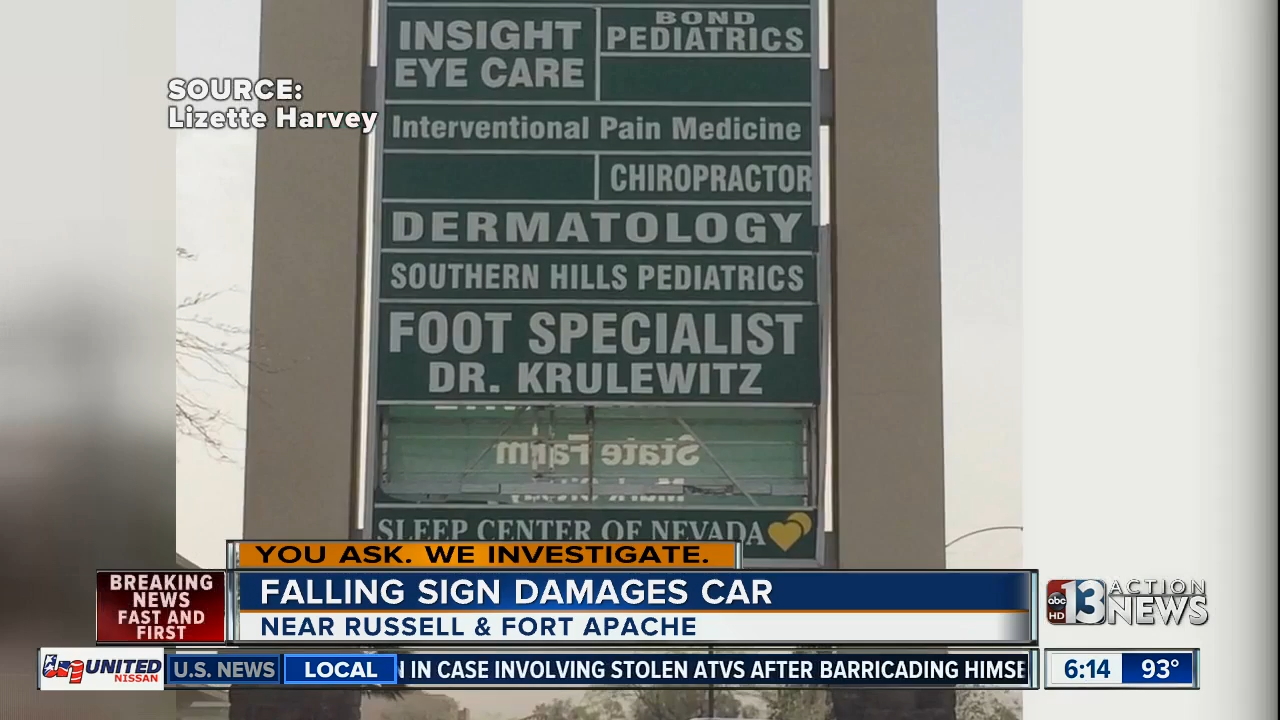 SOURCE:
Lizette Harvey
INSIGHT
EYE CARE
BOND
PEDIATRICS
Interventional Pain Medicine
CHIROPRACTOR
DERMATOLOGY
SOUTHERN HILLS PEDIATRICS
FOOT SPECIALIST
DR. KRULEWITZ
State Farm
Mark
SLEEP CENTER OF NEVADA
YOU ASK. WE INVESTIGATE.
BREAKING
NEWS
FAST AND
FIRST
FALLING SIGN DAMAGES CAR
NEAR RUSSELL & FORT APACHE
abc
HD
13
ACTION
NEWS
UNITED
NISSAN
U.S. NEWS
LOCAL
N IN CASE INVOLVING STOLEN ATVS AFTER BARRICADING HIMSE
6:14
93°